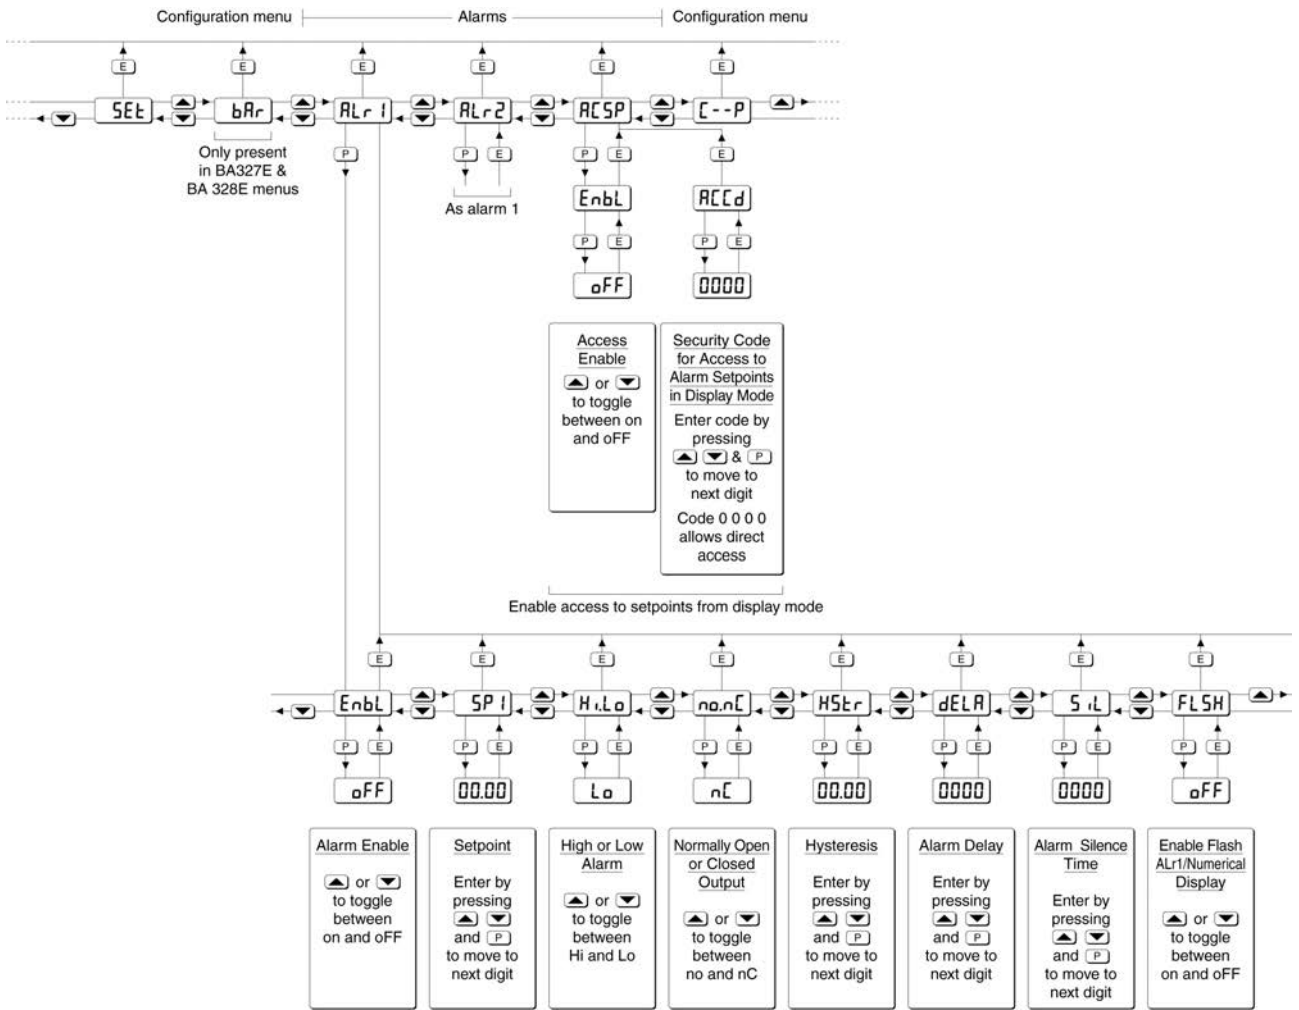 Configuration menu Alarms Configuration menu
E E E E E E
SEt bAr ALr1 ALr2 ACSP C--P
Only present
in BA327E &
BA 328E menus
P P E P E
As alarm 1
EnbL ACCd
P E P E
oFF 0000
Access
Enable
or
to toggle
between on
and oFF
Security Code
for Access to
Alarm Setpoints
in Display Mode
Enter code by
pressing
& P
to move to
next digit
Code 0 0 0 0
allows direct
access
Enable access to setpoints from display mode
E E E E E E E E
EnbL SP1 Hi.Lo no.nC HStr dELA SiL FLSH
P E P E P E P E P E P E P E P E
oFF 00.00 Lo nC 00.00 0000 0000 oFF
Alarm Enable
or
to toggle
between
on and oFF
Setpoint
Enter by
pressing
and P
to move to
next digit
High or Low
Alarm
or
to toggle
between
Hi and Lo
Normally Open
or Closed
Output
or
to toggle
between
no and nC
Hysteresis
Enter by
pressing
and P
to move to
next digit
Alarm Delay
Enter by
pressing
and P
to move to
next digit
Alarm Silence
Time
Enter by
pressing
and P
to move to
next digit
Enable Flash
ALr1/Numerical
Display
or
to toggle
between
on and oFF